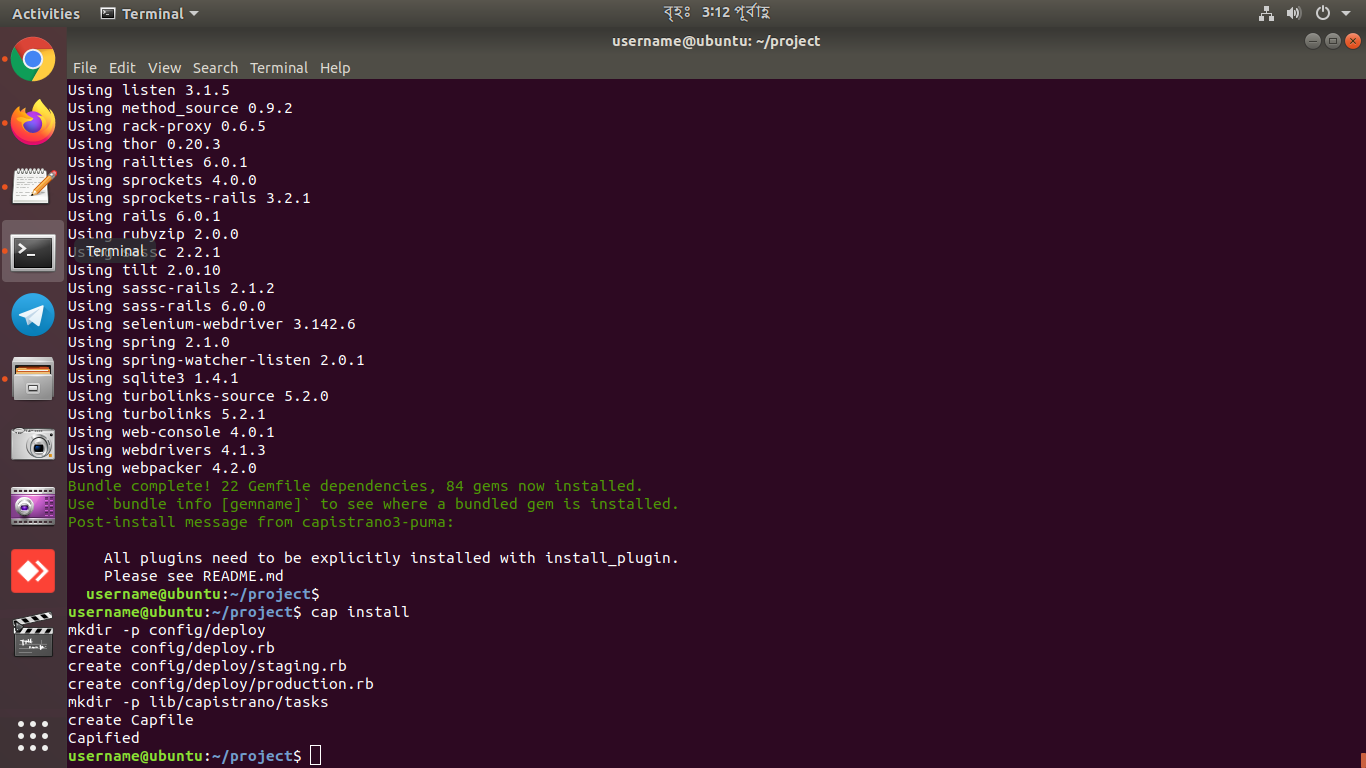 Activities Terminal বৃহঃ 3:12 পূর্বাহ্ণ
username@ubuntu: ~/project
File Edit View Search Terminal Help
Using listen 3.1.5
Using method_source 0.9.2
Using rack-proxy 0.6.5
Using thor 0.20.3
Using railties 6.0.1
Using sprockets 4.0.0
Using sprockets-rails 3.2.1
Using rails 6.0.1
Using rubyzip 2.0.0
Using sassc 2.2.1
Terminal
Using tilt 2.0.10
Using sassc-rails 2.1.2
Using sass-rails 6.0.0
Using selenium-webdriver 3.142.6
Using spring 2.1.0
Using spring-watcher-listen 2.0.1
Using sqlite3 1.4.1
Using turbolinks-source 5.2.0
Using turbolinks 5.2.1
Using web-console 4.0.1
Using webdrivers 4.1.3
Using webpacker 4.2.0
Bundle complete! 22 Gemfile dependencies, 84 gems now installed.
Use `bundle info [gemname]` to see where a bundled gem is installed.
Post-install message from capistrano3-puma:
All plugins need to be explicitly installed with install_plugin.
Please see README.md
username@ubuntu:~/project$
username@ubuntu:~/project$ cap install
mkdir -p config/deploy
create config/deploy.rb
create config/deploy/staging.rb
create config/deploy/production.rb
mkdir -p lib/capistrano/tasks
create Capfile
Capified
username@ubuntu:~/project$